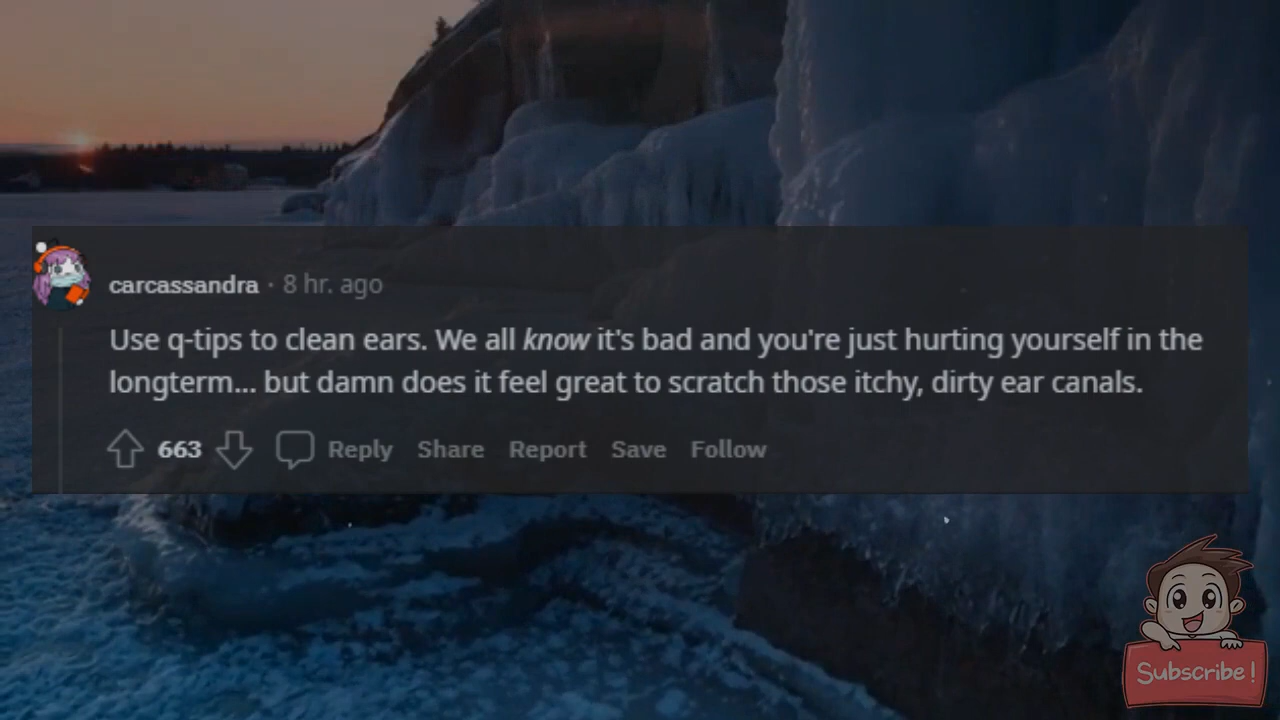 carcassandra · 8 hr. ago
Use q-tips to clean ears. We all know it's bad and you're just hurting yourself in the
longterm... but damn does it feel great to scratch those itchy, dirty ear canals.
663 Reply Share Report Save Follow
Subscribe!